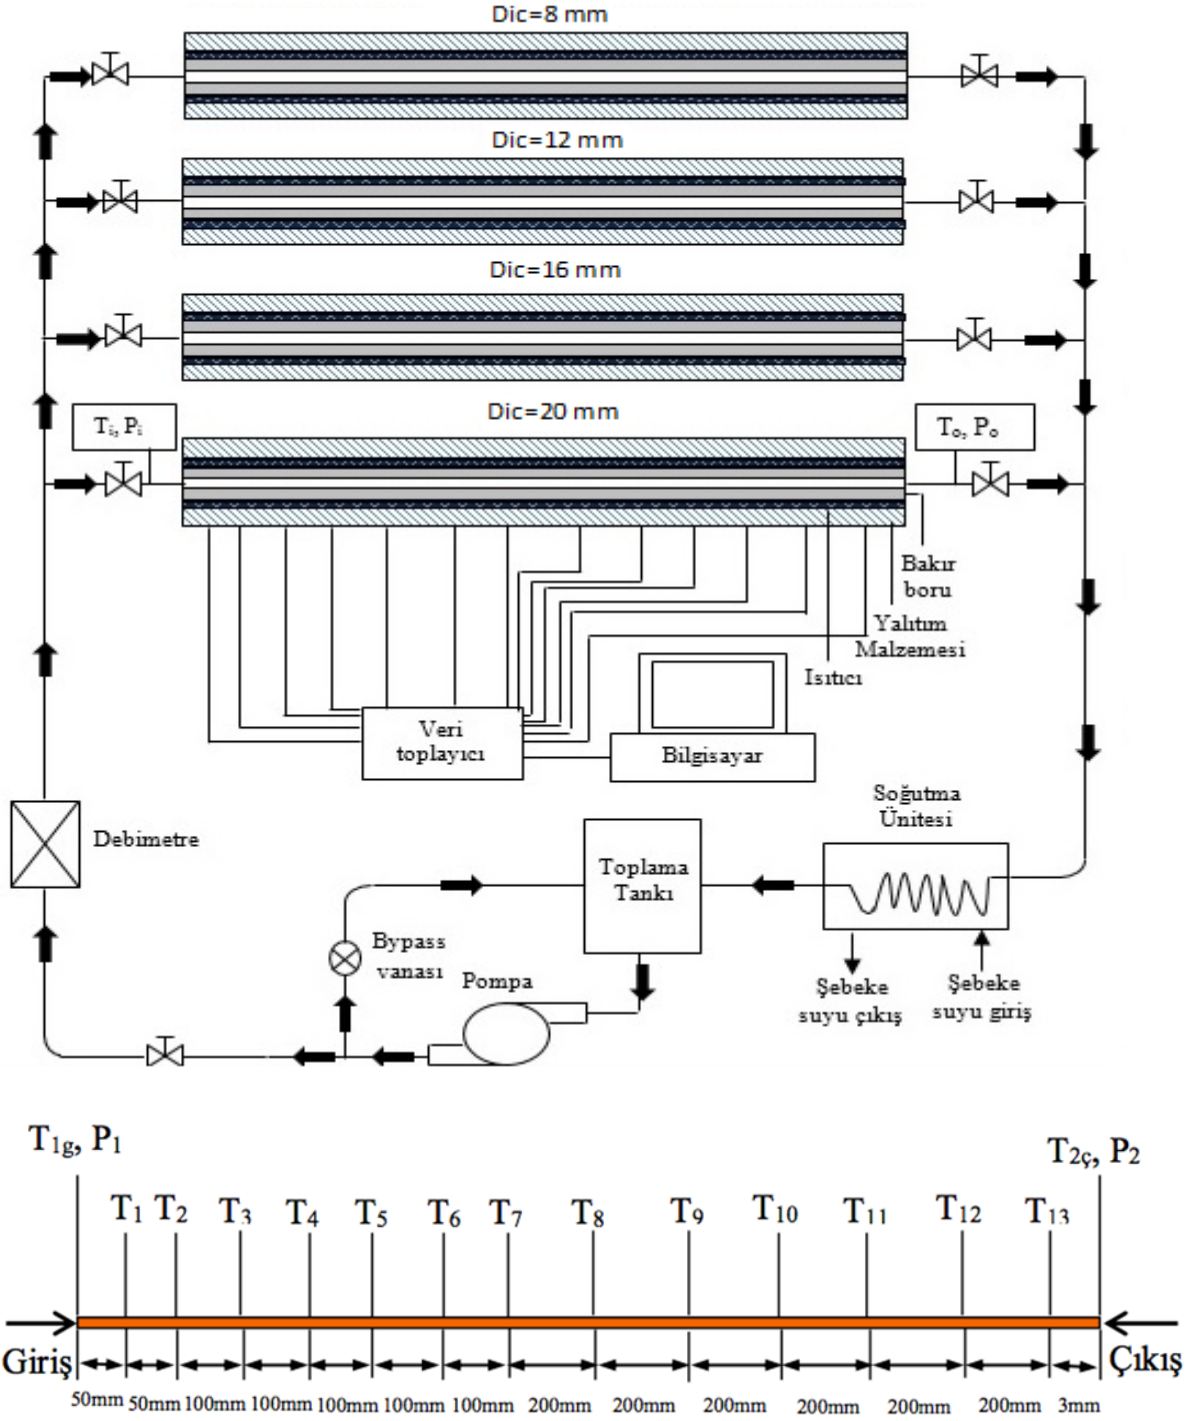 Dic=8 mm
Dic=12 mm
Dic=16 mm
Dic=20 mm
Ti, Pi
To, Po
Bakır
boru
Yalıtım
Malzemesi
Isıtıcı
Veri
toplayıcı
Bilgisayar
Soğutma
Ünitesi
Debimetre
Toplama
Tankı
Bypass
vanası
Pompa
Şebeke
suyu çıkış
Şebeke
suyu giriş
T1g, P1
T2ç, P2
T1 T2 T3 T4 T5 T6 T7 T8 T9 T10 T11 T12 T13
Giriş
Çıkış
50mm 50mm 100mm 100mm 100mm 100mm 100mm 200mm 200mm 200mm 200mm 200mm 200mm 3mm